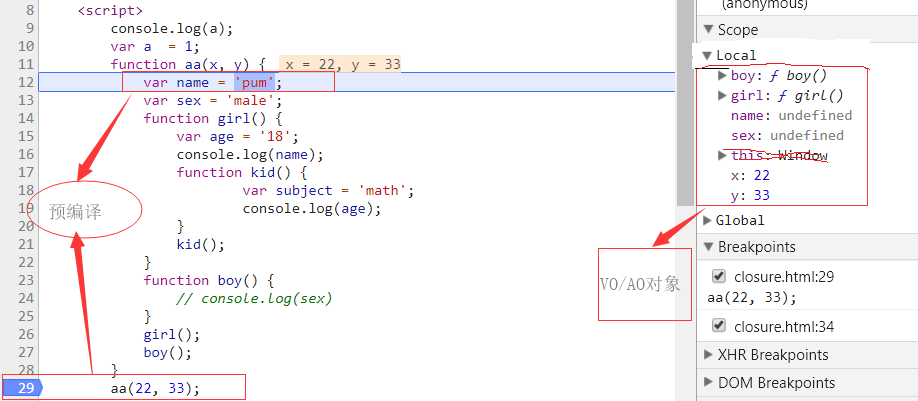 (anonymous)
8 <script>
9 console.log(a);
10 var a  = 1;
11 function aa(x, y) { x = 22, y = 33
12 var name = 'pum';
13 var sex = 'male';
14 function girl() {
15 var age = '18';
16 console.log(name);
17 function kid() {
18 var subject = 'math';
19 console.log(age);
20 }
21 kid();
22 }
23 function boy() {
24 // console.log(sex)
25 }
26 girl();
27 boy();
28 }
29 aa(22, 33);
预编译
VO/AO对象
Scope
Local
boy: ƒ boy()
girl: ƒ girl()
name: undefined
sex: undefined
this: Window
x: 22
y: 33
Global
Breakpoints
closure.html:29
aa(22, 33);
closure.html:34
XHR Breakpoints
DOM Breakpoints